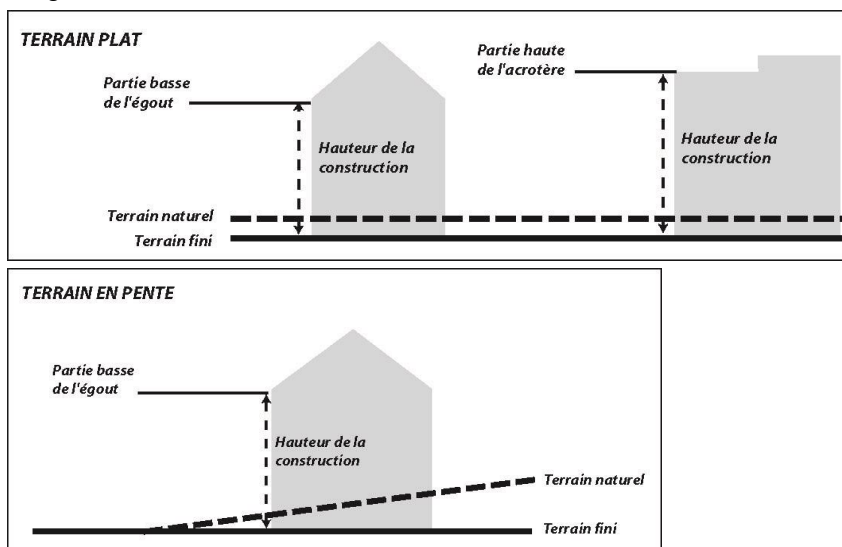 TERRAIN PLAT
Partie basse
de l'égout
Partie haute
de l'acrotère
Hauteur de la
construction
Hauteur de la
construction
Terrain naturel
Terrain fini
TERRAIN EN PENTE
Partie basse
de l'égout
Hauteur de la
construction
Terrain naturel
Terrain fini